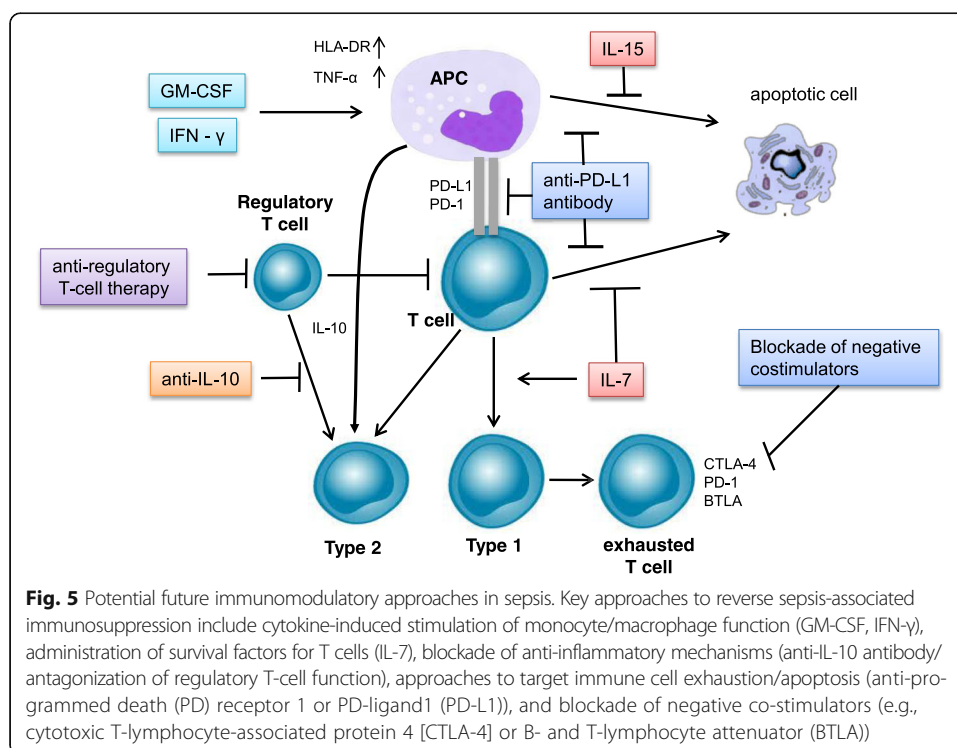 HLA-DR↑
TNF-α ↑
APC
IL-15
GM-CSF
IFN - γ
apoptotic cell
PD-L1
PD-1
anti-PD-L1
antibody
Regulatory
T cell
anti-regulatory
T-cell therapy
T cell
IL-10
anti-IL-10
IL-7
Blockade of negative
costimulators
CTLA-4
PD-1
BTLA
Type 2
Type 1
exhausted
T cell
Fig. 5 Potential future immunomodulatory approaches in sepsis. Key approaches to reverse sepsis-associated
immunosuppression include cytokine-induced stimulation of monocyte/macrophage function (GM-CSF, IFN-γ),
administration of survival factors for T cells (IL-7), blockade of anti-inflammatory mechanisms (anti-IL-10 antibody/
antagonization of regulatory T-cell function), approaches to target immune cell exhaustion/apoptosis (anti-pro-
grammed death (PD) receptor 1 or PD-ligand1 (PD-L1)), and blockade of negative co-stimulators (e.g.,
cytotoxic T-lymphocyte-associated protein 4 [CTLA-4] or B- and T-lymphocyte attenuator (BTLA))